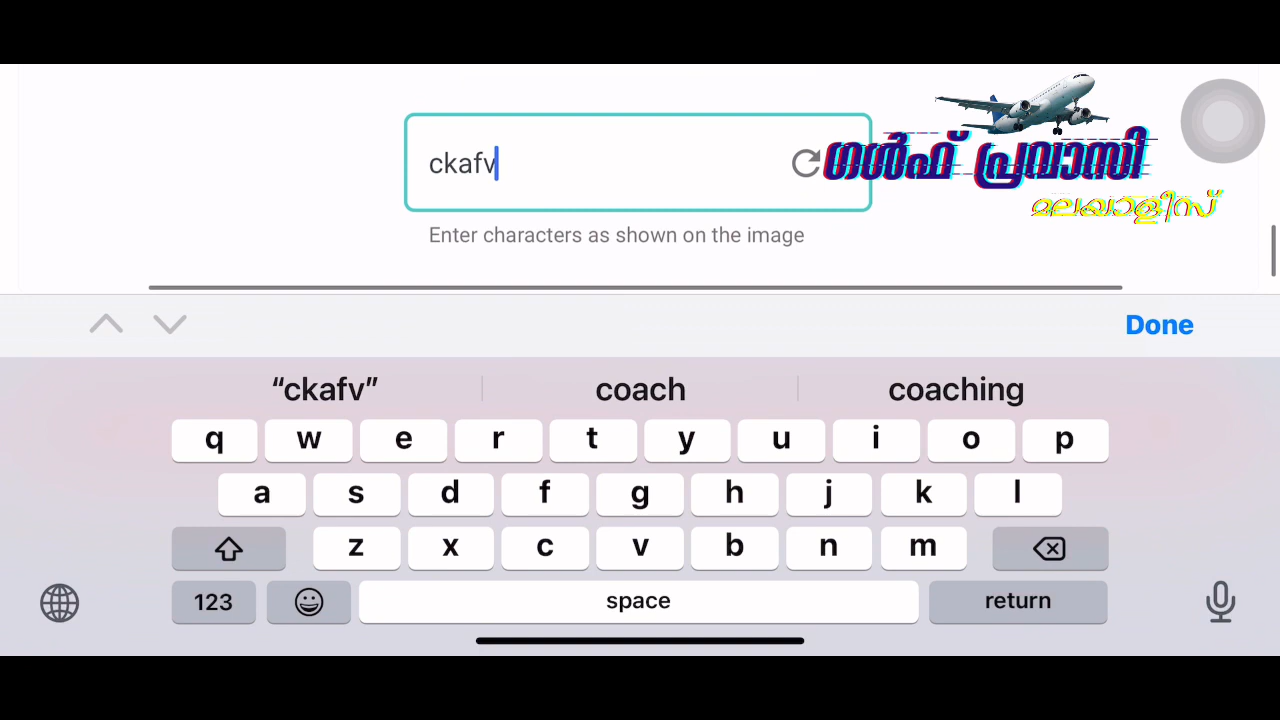 ckafv
ഗൾഫ് പ്രവാസി
മലയാളീസ്
Enter characters as shown on the image
Done
“ckafv” coach coaching
q w e r t y u i o p
a s d f g h j k l
z x c v b n m
123 space return